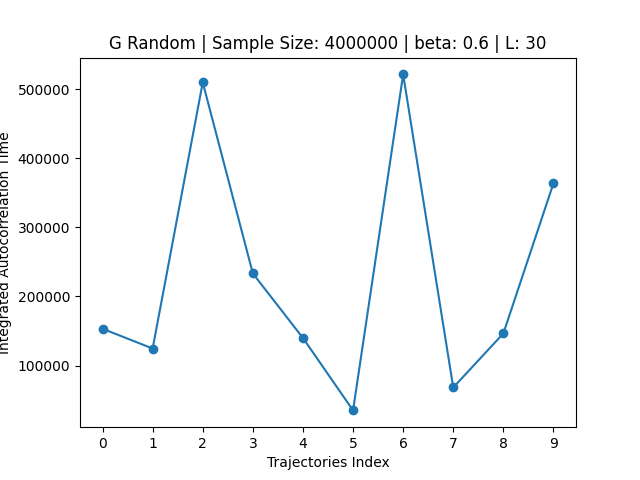 G Random | Sample Size: 4000000 | beta: 0.6 | L: 30
Integrated Autocorrelation Time
500000
400000
300000
200000
100000
0 1 2 3 4 5 6 7 8 9
Trajectories Index